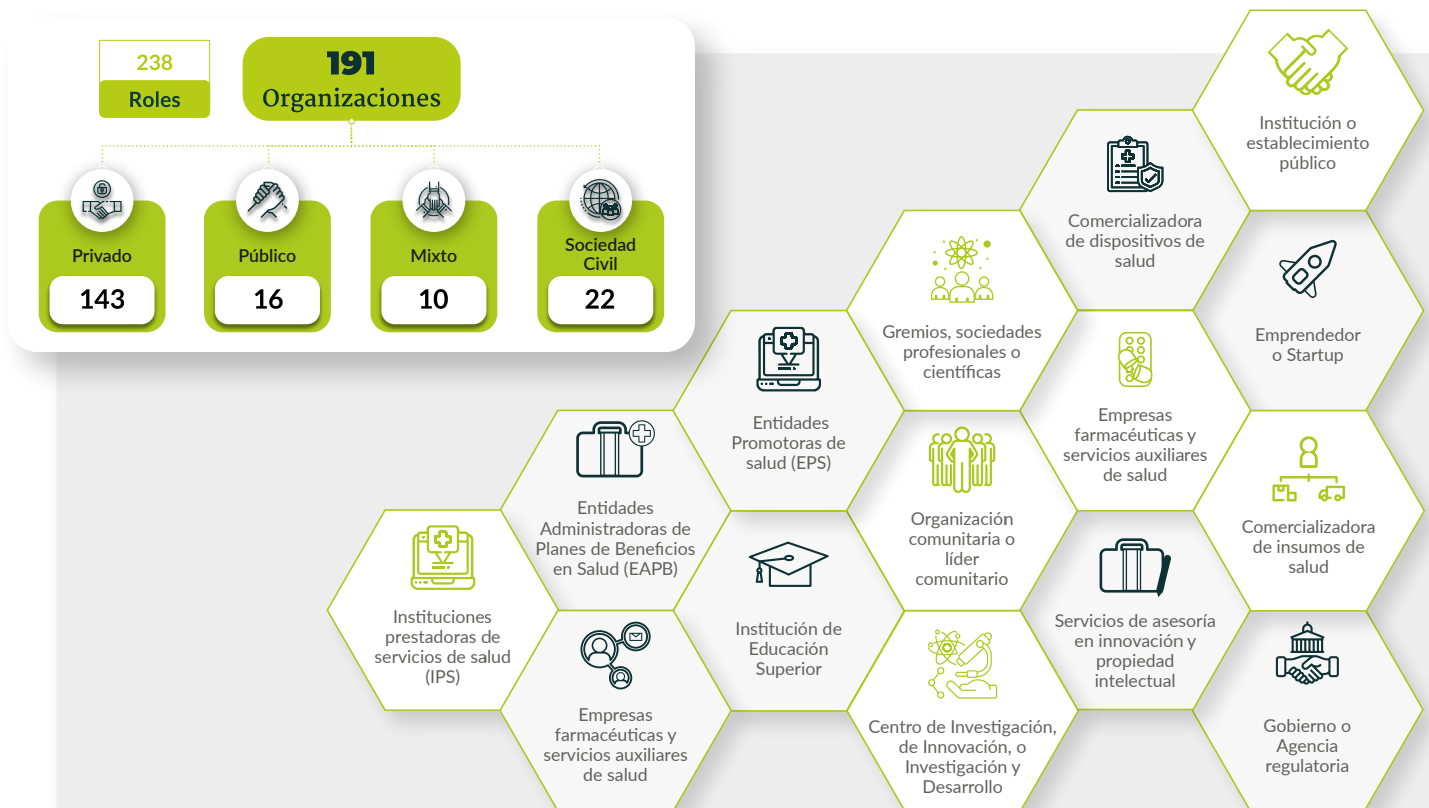 238
Roles
191
Organizaciones
Privado
143
Público
16
Mixto
10
Sociedad
Civil
22
Institución o
establecimiento
público
Comercializadora
de dispositivos de
salud
Gremios, sociedades
profesionales o
científicas
Emprendedor
o Startup
Entidades
Promotoras de
salud (EPS)
Empresas
farmacéuticas y
servicios auxiliares
de salud
Entidades
Administradoras de
Planes de Beneficios
en Salud (EAPB)
Organización
comunitaria o
líder
comunitario
Comercializadora
de insumos de
salud
Instituciones
prestadoras de
servicios de salud
(IPS)
Institución de
Educación
Superior
Servicios de asesoría
en innovación y
propiedad
intelectual
Empresas
farmacéuticas y
servicios auxiliares
de salud
Centro de Investigación,
de Innovación, o
Investigación y
Desarrollo
Gobierno o
Agencia
regulatoria